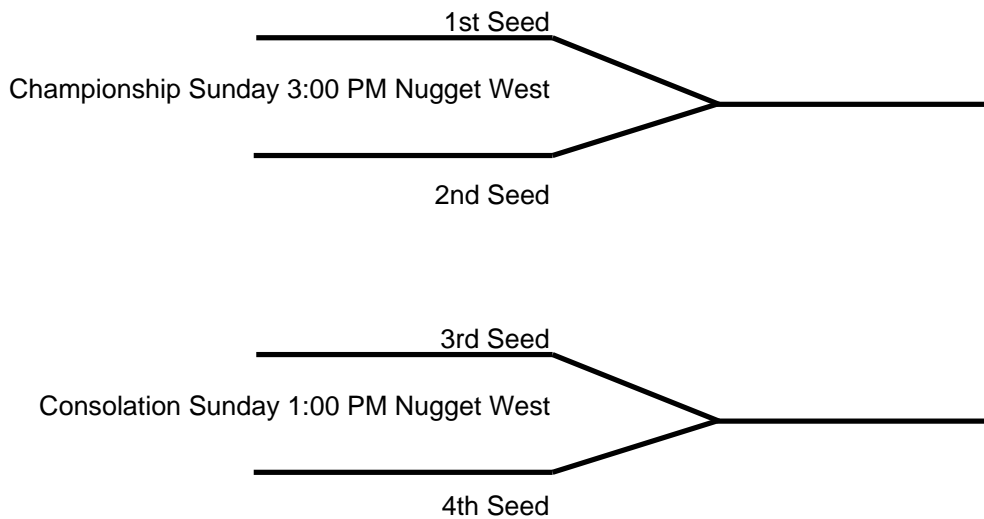 1st Seed
Championship Sunday 3:00 PM Nugget West
2nd Seed
3rd Seed
Consolation Sunday 1:00 PM Nugget West
4th Seed